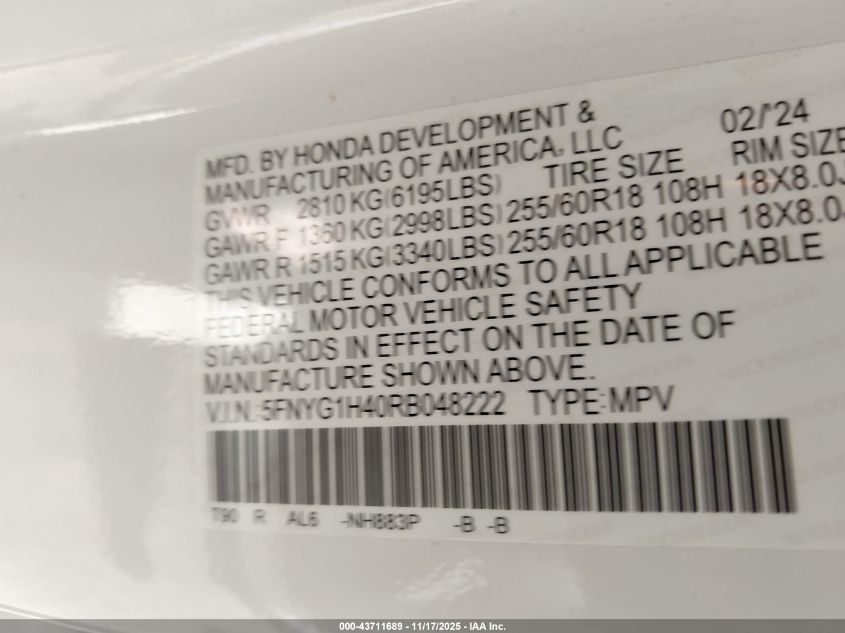 MFD. BY HONDA DEVELOPMENT &
MANUFACTURING OF AMERICA, LLC 02/'24
GVWR 2810 KG(6195LBS) TIRE SIZE RIM SIZE
GAWR F 1360 KG(2998LBS) 255/60R18 108H 18X8.0J
GAWR R 1515 KG(3340LBS) 255/60R18 108H 18X8.0J
THIS VEHICLE CONFORMS TO ALL APPLICABLE
FEDERAL MOTOR VEHICLE SAFETY
STANDARDS IN EFFECT ON THE DATE OF
MANUFACTURE SHOWN ABOVE.
V.I.N.:5FNYG1H40RB048222 TYPE:MPV
T90 R AL6 -NH883P -B -B
000-43711689 - 11/17/2025 - IAA Inc.